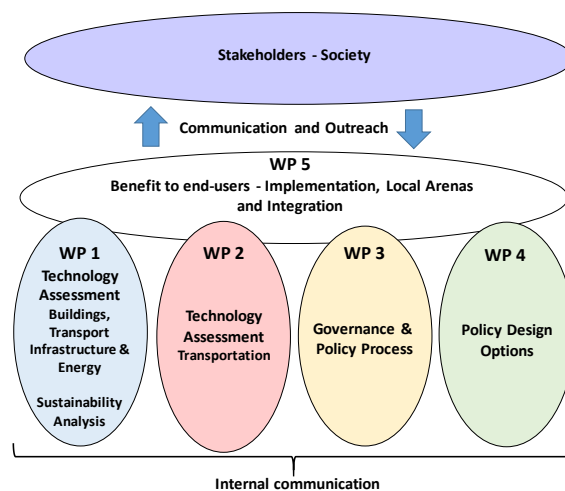 Stakeholders - Society
Communication and Outreach
WP 5
Benefit to end-users - Implementation, Local Arenas
and Integration
WP 1
Technology
Assessment
Buildings,
Transport
Infrastructure &
Energy
Sustainability
Analysis
WP 2
Technology
Assessment
Transportation
WP 3
Governance &
Policy Process
WP 4
Policy Design
Options
Internal communication